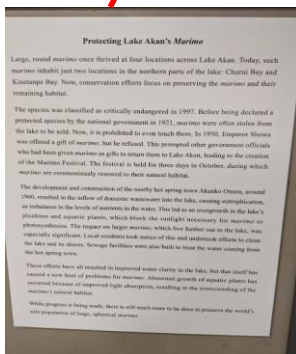 Protecting Lake Akan's Marimo
Large, round marimo once thrived at four locations across Lake Akan. Today, such
marimo inhabit just two locations in the northern parts of the lake: Churui Bay and
Kinetanpe Bay. Now, conservation efforts focus on preserving the marimo and their
remaining habitat.
The species was classified as critically endangered in 1997. Before being declared a
protected species by the national government in 1921, marimo were often stolen from
the lake to be sold. Now, it is prohibited to even touch them. In 1950, Emperor Showa
was offered a gift of marimo, but he refused. This prompted other government officials
who had been given marimo as gifts to return them to Lake Akan, leading to the creation
of the Marimo Festival. The festival is held for three days in October, during which
marimo are ceremoniously restored to their natural habitat.
The development and construction of the nearby hot spring town, Akanko Onsen, around
1960, resulted in the inflow of domestic wastewater into the lake, causing eutrophication,
an imbalance in the levels of nutrients in the water. This led to an overgrowth in the lake's
plankton and aquatic plants, which block the sunlight necessary for marimo to
photosynthesize. The impact on larger marimo, which live further out in the lake, was
especially significant. Local residents took notice of this and undertook efforts to clean
the lake and its shores. Sewage facilities were also built to treat the water coming from
the hot spring town.
These efforts have all resulted in improved water clarity in the lake, but that itself has
caused a new host of problems for marimo. Abnormal growth of aquatic plants has
occurred because of improved light absorption, resulting in the overcrowding of the
marimo's natural habitat.
While progress is being made, there is still much more to be done to preserve the world's
sole population of large, spherical marimo.